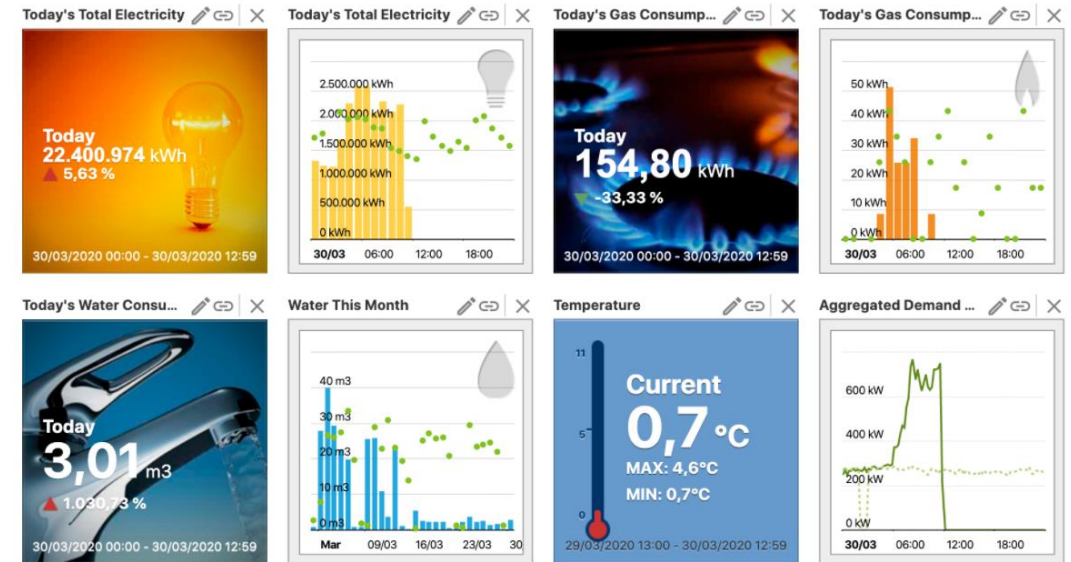 Today's Total Electricity
Today
22.400.974 kWh
5,63 %
30/03/2020 00:00 - 30/03/2020 12:59
Today's Total Electricity
2.500.000 kWh
2.000.000 kWh
1.500.000 kWh
1.000.000 kWh
500.000 kWh
0 kWh
30/03 06:00 12:00 18:00
Today's Gas Consump...
Today
154,80 kWh
-33,33 %
30/03/2020 00:00 - 30/03/2020 12:59
Today's Gas Consump...
50 kWh
40 kWh
30 kWh
20 kWh
10 kWh
0 kWh
30/03 06:00 12:00 18:00
Today's Water Consu...
Today
3,01 m3
1.030,73 %
30/03/2020 00:00 - 30/03/2020 12:59
Water This Month
40 m3
30 m3
20 m3
10 m3
0 m3
Mar 09/03 16/03 23/03 30
Temperature
11
5
0
Current
0,7 °C
MAX: 4,6°C
MIN: 0,7°C
29/03/2020 13:00 - 30/03/2020 12:59
Aggregated Demand ...
600 kW
400 kW
200 kW
0 kW
30/03 06:00 12:00 18:00